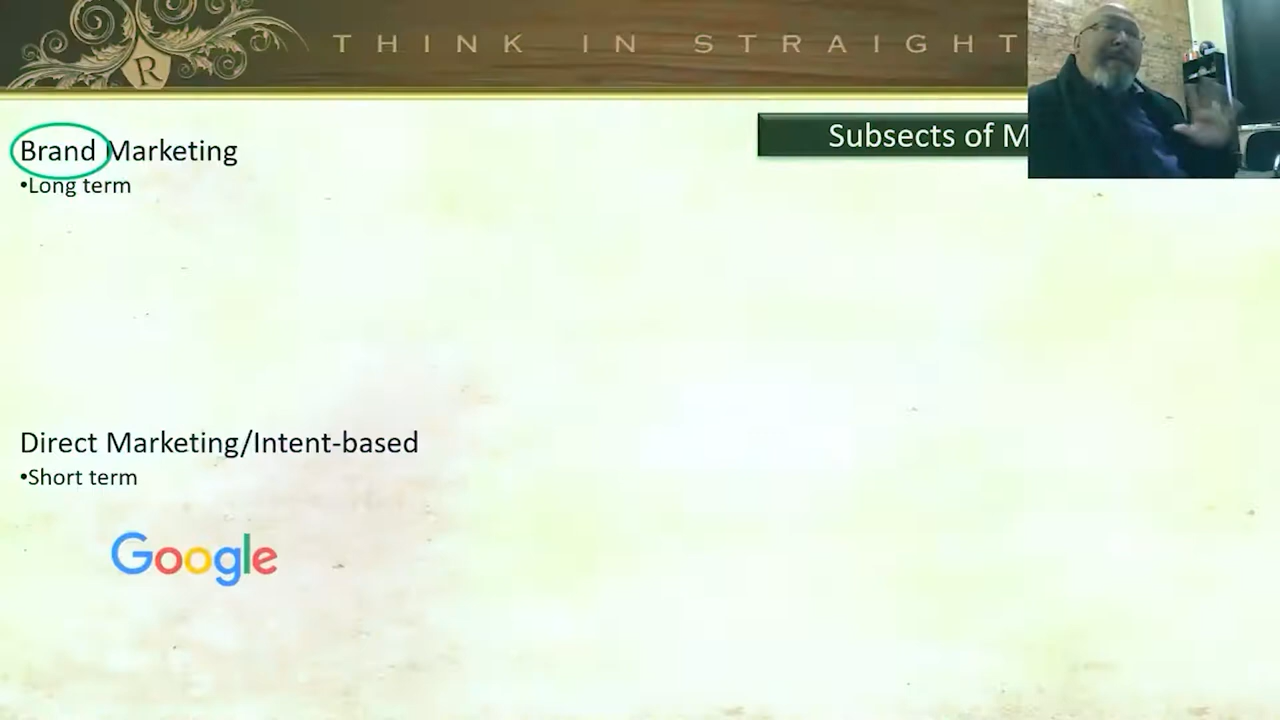 R
THINK IN STRAIGHT
Subsects of M
Brand Marketing
•Long term
Direct Marketing/Intent-based
•Short term
Google